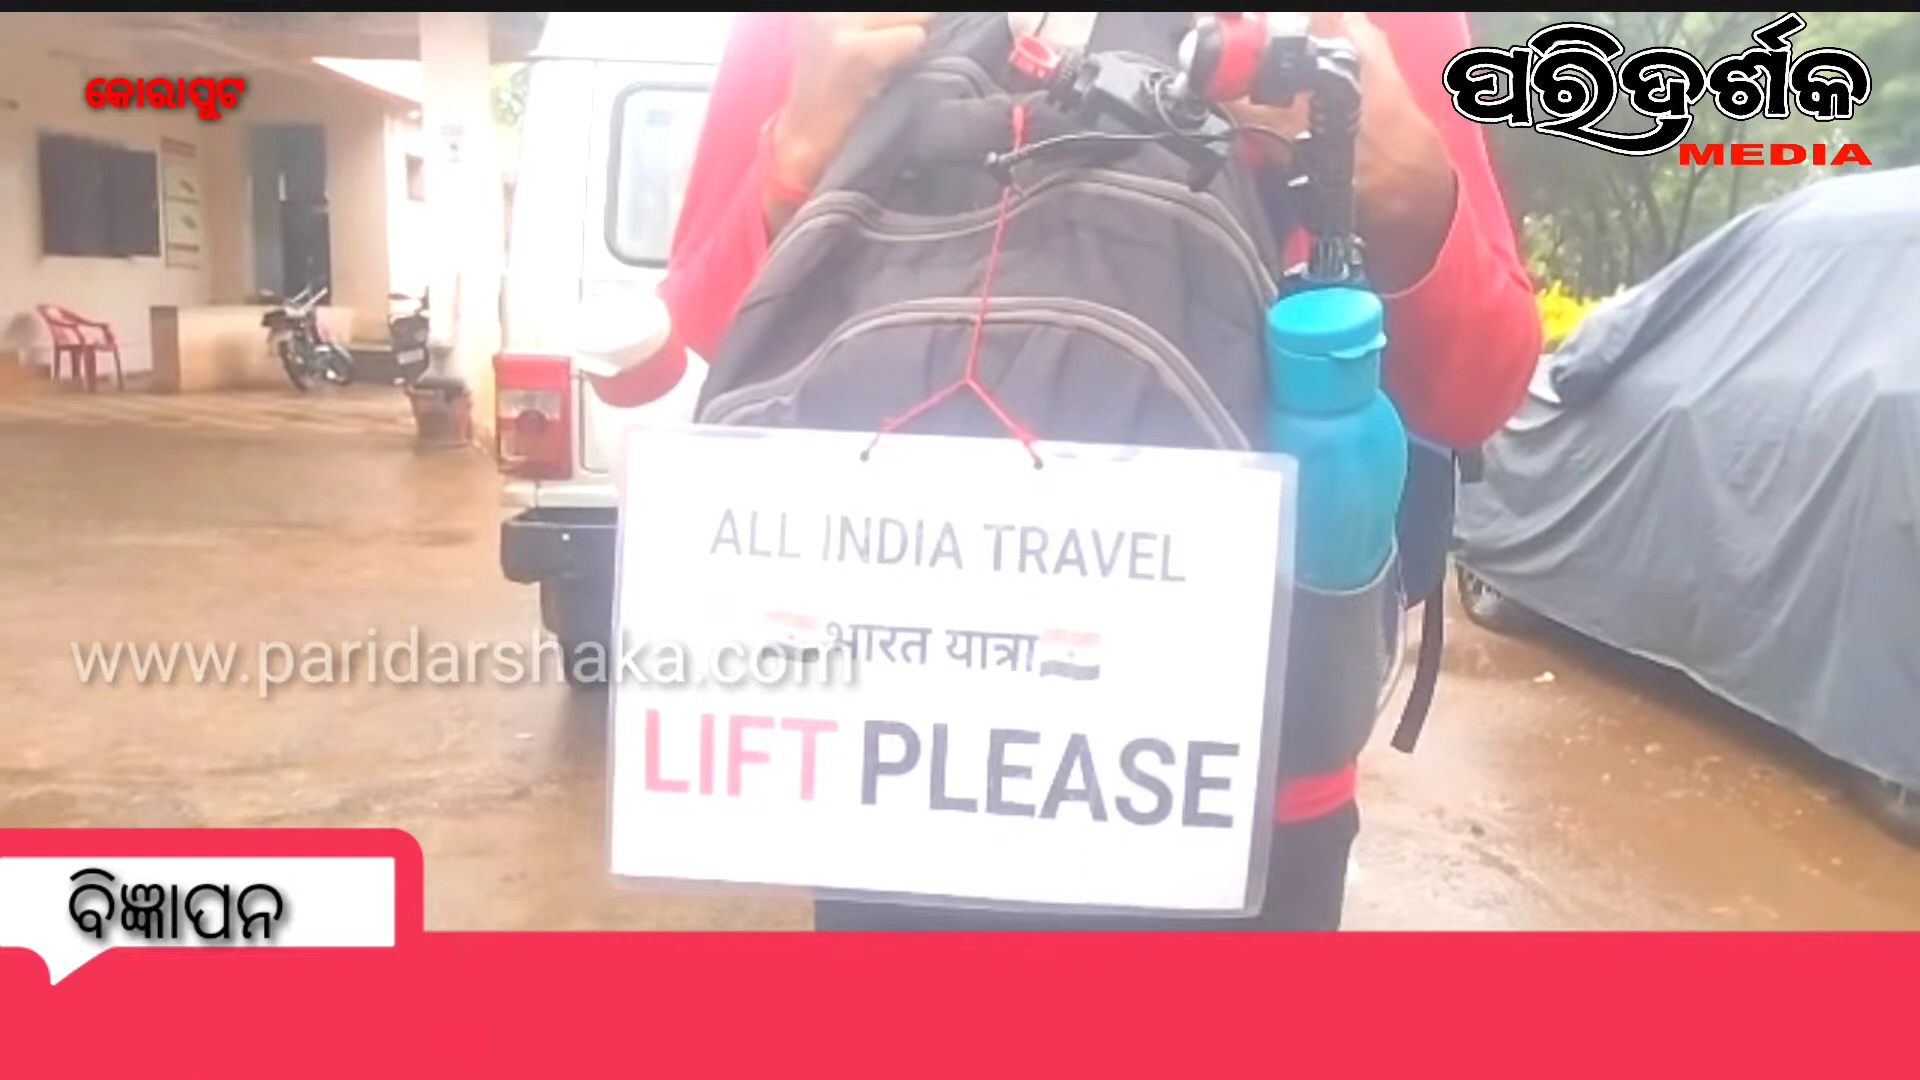 କୋରାପୁଟ
ପରିଦର୍ଶକ
MEDIA
ALL INDIA TRAVEL
भारत यात्रा
www.paridarshaka.com
LIFT PLEASE
ବିଜ୍ଞାପନ